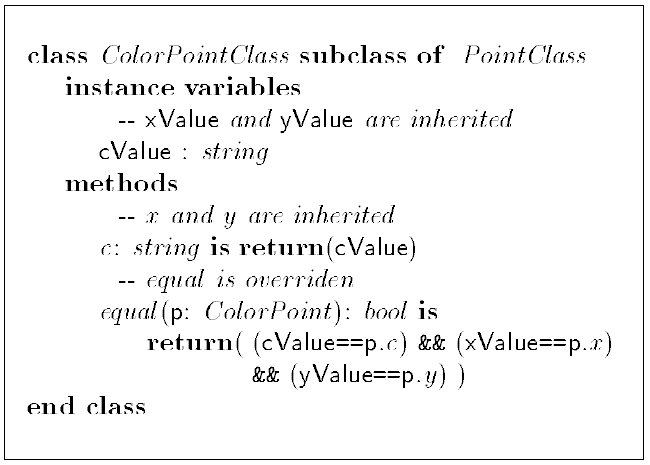 class ColorPointClass subclass of PointClass
instance variables
-- xValue and yValue are inherited
cValue : string
methods
-- x and y are inherited
c: string is return(cValue)
-- equal is overriden
equal(p: ColorPoint): bool is
return( (cValue==p.c) && (xValue==p.x)
&& (yValue==p.y) )
end class